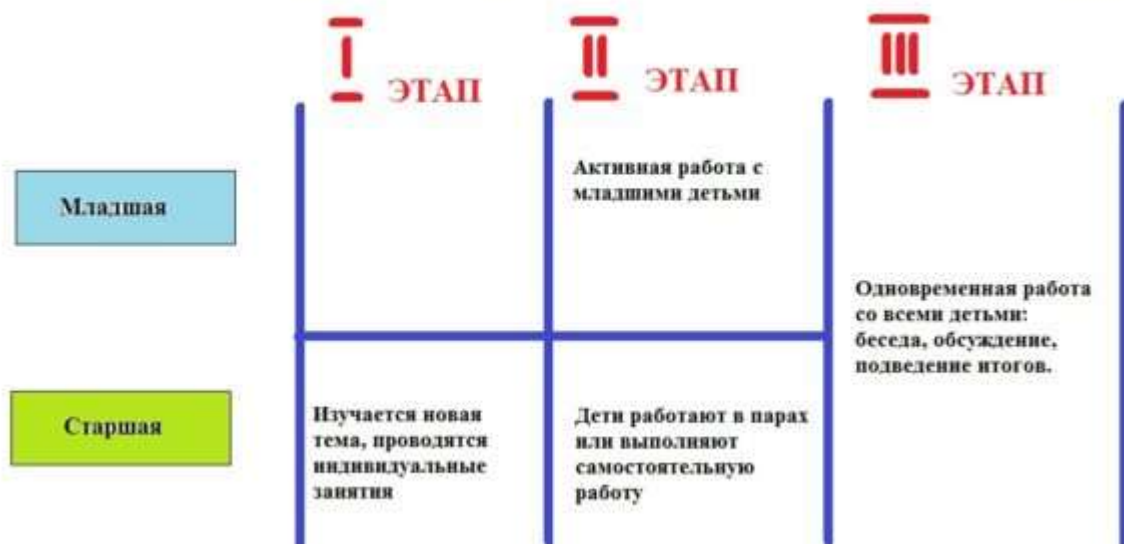 I ЭТАП
II ЭТАП
III ЭТАП
Младшая
Активная работа с
младшими детьми
Одновременная работа
со всеми детьми:
беседа, обсуждение,
подведение итогов.
Старшая
Изучается новая
тема, проводятся
индивидуальные
занятия
Дети работают в парах
или выполняют
самостоятельную
работу